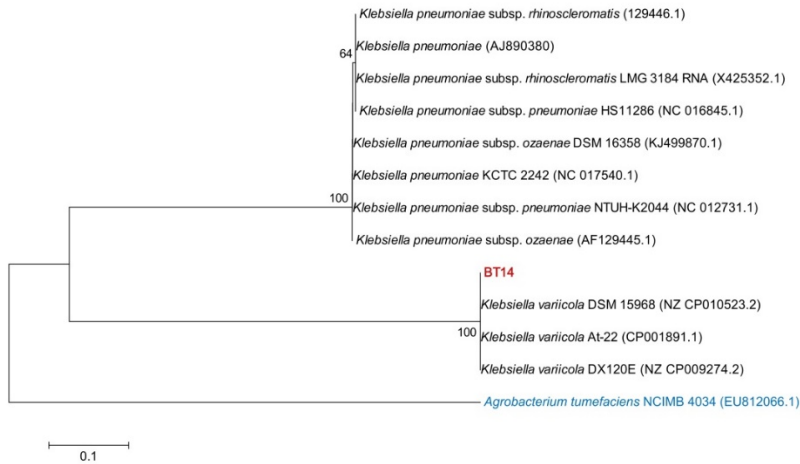 Klebsiella pneumoniae subsp. rhinoscleromatis (129446.1)
64
Klebsiella pneumoniae (AJ890380)
Klebsiella pneumoniae subsp. rhinoscleromatis LMG 3184 RNA (X425352.1)
Klebsiella pneumoniae subsp. pneumoniae HS11286 (NC 016845.1)
Klebsiella pneumoniae subsp. ozaenae DSM 16358 (KJ499870.1)
Klebsiella pneumoniae KCTC 2242 (NC 017540.1)
100
Klebsiella pneumoniae subsp. pneumoniae NTUH-K2044 (NC 012731.1)
Klebsiella pneumoniae subsp. ozaenae (AF129445.1)
BT14
Klebsiella variicola DSM 15968 (NZ CP010523.2)
100
Klebsiella variicola At-22 (CP001891.1)
Klebsiella variicola DX120E (NZ CP009274.2)
Agrobacterium tumefaciens NCIMB 4034 (EU812066.1)
0.1